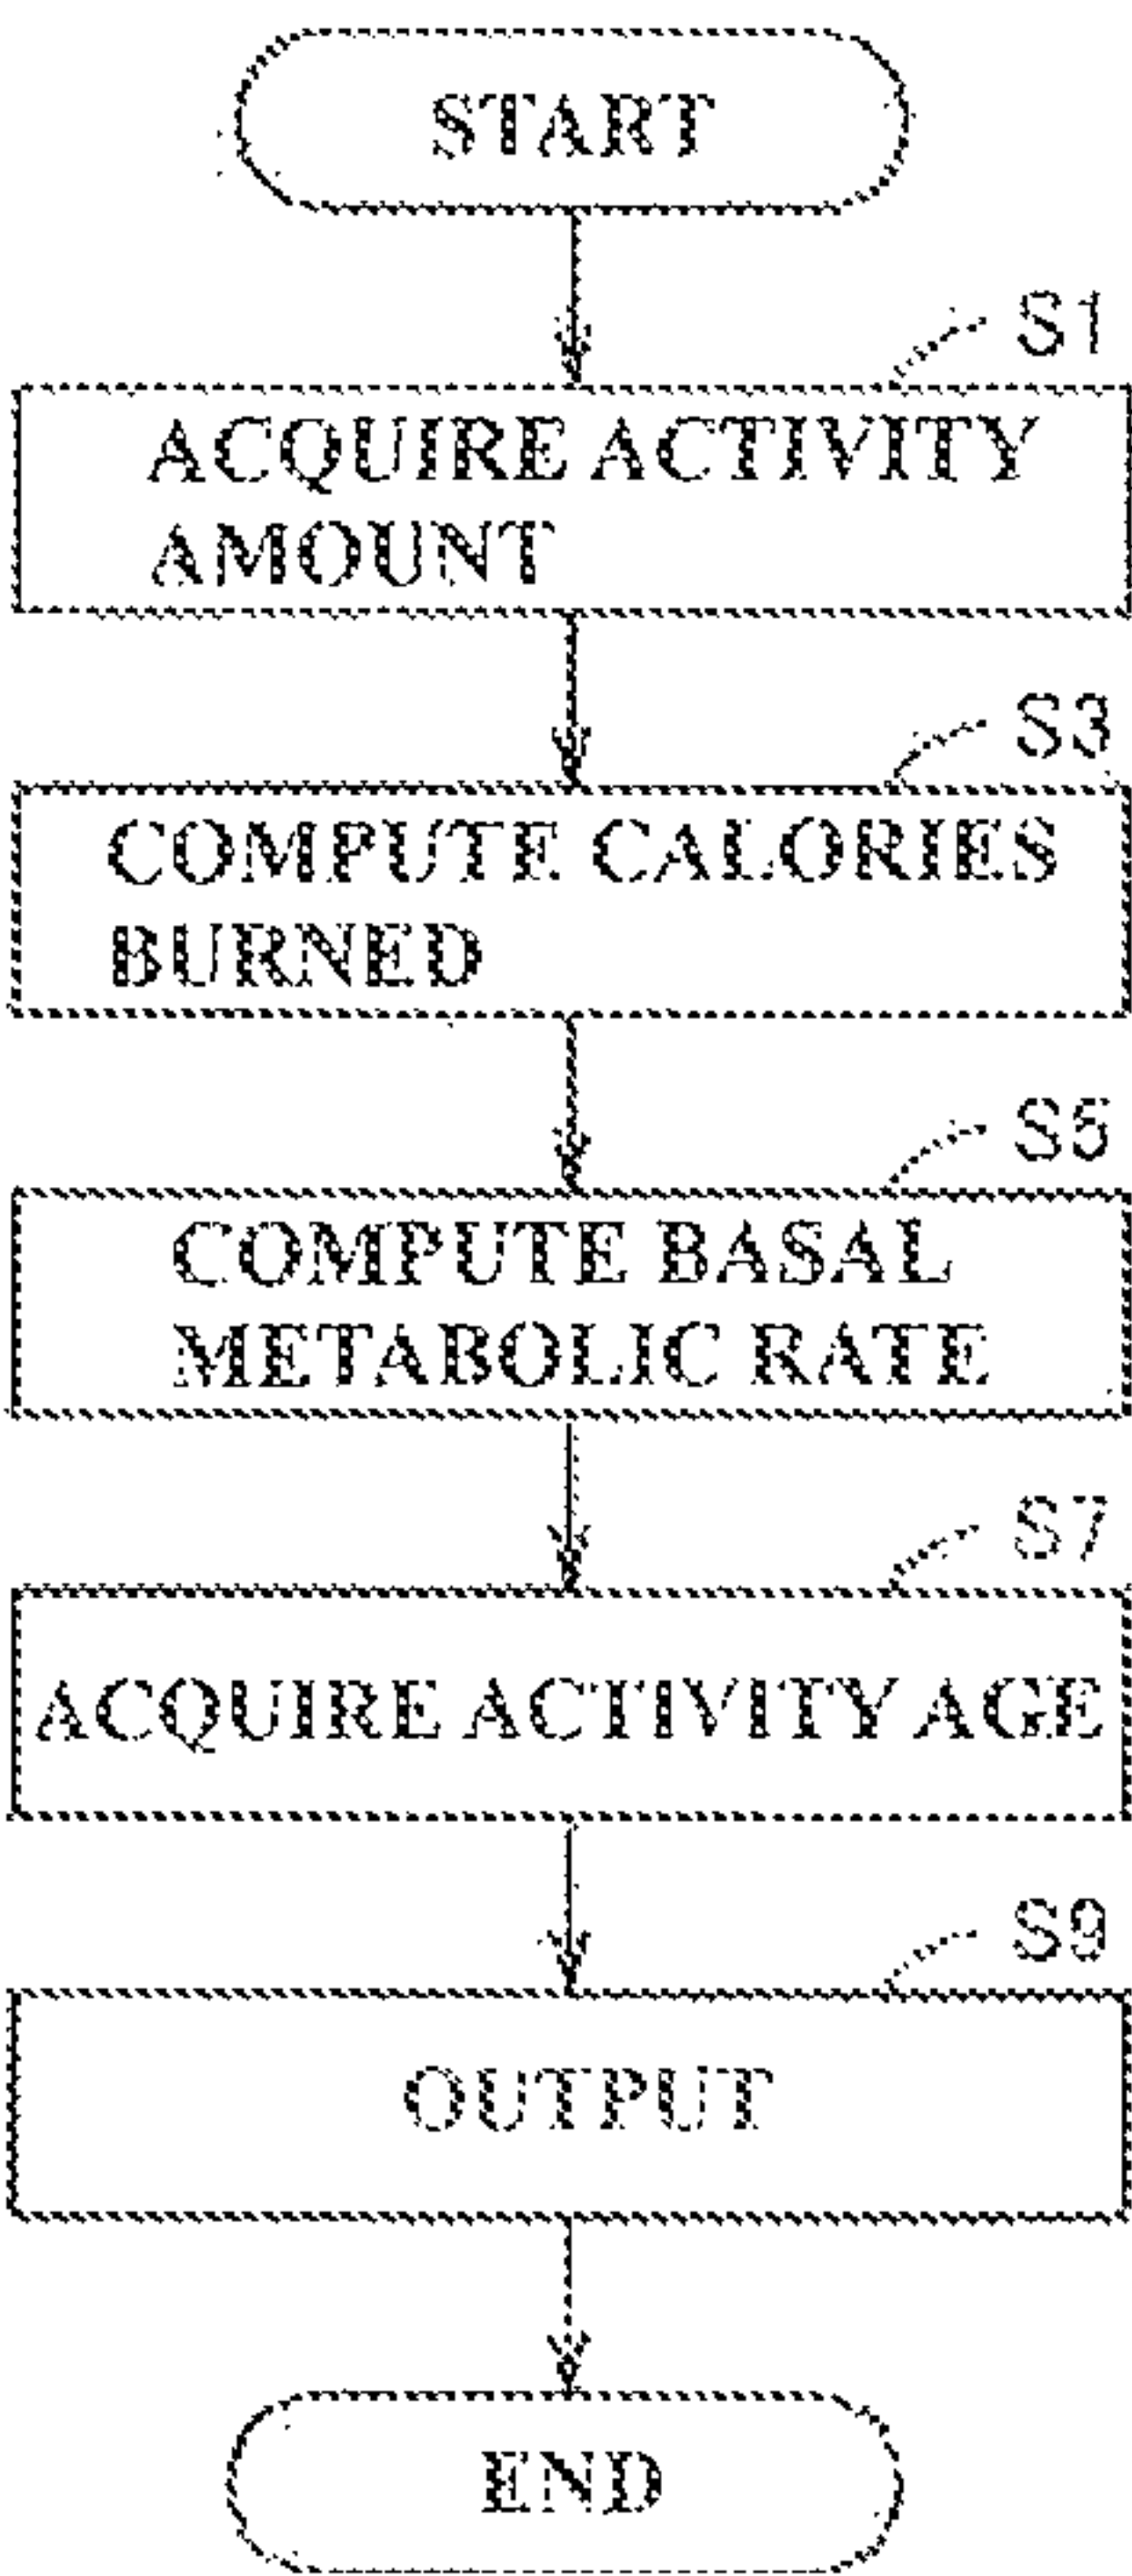 START
S1
ACQUIRE ACTIVITY
AMOUNT
S3
COMPUTE CALORIES
BURNED
S5
COMPUTE BASAL
METABOLIC RATE
S7
ACQUIRE ACTIVITY AGE
S9
OUTPUT
END